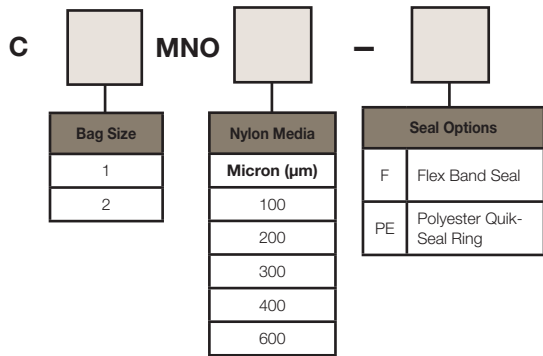 C MNO –
Bag Size
1
2
Nylon Media
Micron (µm)
100
200
300
400
600
Seal Options
F Flex Band Seal
PE Polyester Quik-
Seal Ring